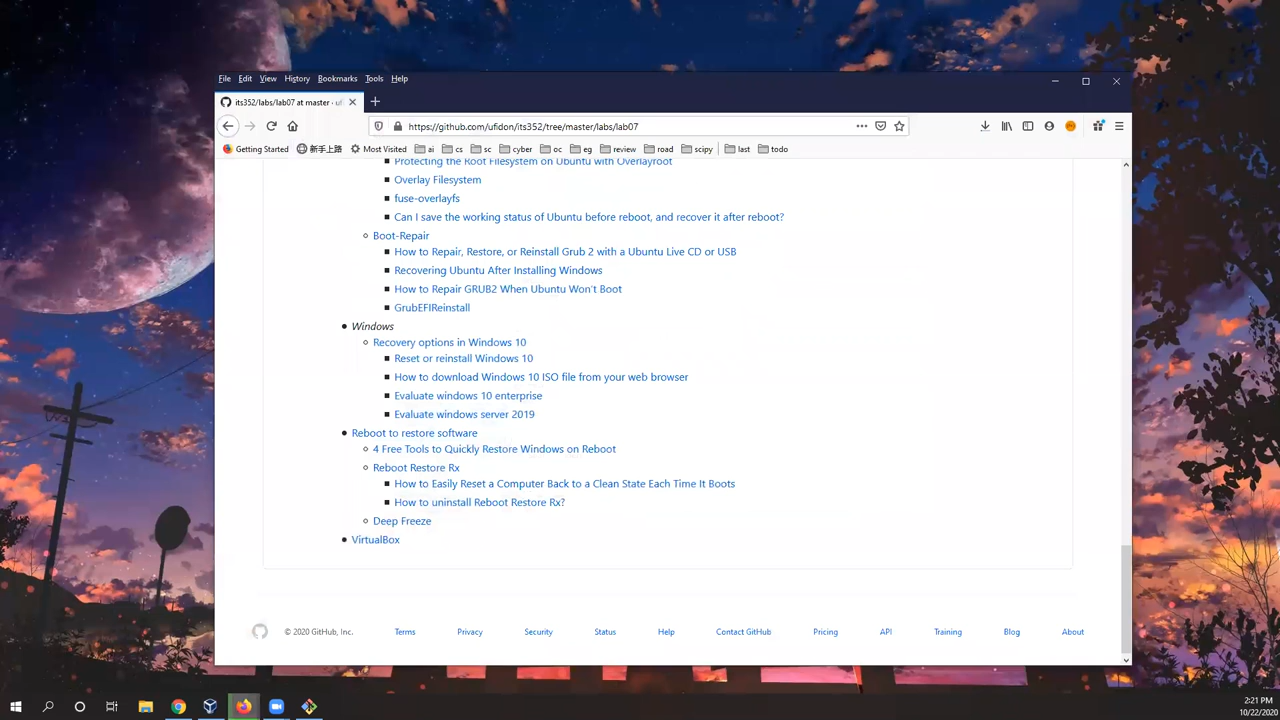 File Edit View History Bookmarks Tools Help
its352/labs/lab07 at master · ufi
https://github.com/ufidon/its352/tree/master/labs/lab07
Getting Started 新手上路 Most Visited ai cs sc cyber oc eg review road scipy last todo
Protecting the Root Filesystem on Ubuntu with Overlayroot
Overlay Filesystem
fuse-overlayfs
Can I save the working status of Ubuntu before reboot, and recover it after reboot?
Boot-Repair
How to Repair, Restore, or Reinstall Grub 2 with a Ubuntu Live CD or USB
Recovering Ubuntu After Installing Windows
How to Repair GRUB2 When Ubuntu Won't Boot
GrubEFIReinstall
Windows
Recovery options in Windows 10
Reset or reinstall Windows 10
How to download Windows 10 ISO file from your web browser
Evaluate windows 10 enterprise
Evaluate windows server 2019
Reboot to restore software
4 Free Tools to Quickly Restore Windows on Reboot
Reboot Restore Rx
How to Easily Reset a Computer Back to a Clean State Each Time It Boots
How to uninstall Reboot Restore Rx?
Deep Freeze
VirtualBox
© 2020 GitHub, Inc. Terms Privacy Security Status Help Contact GitHub Pricing API Training Blog About
2:21 PM
10/22/2020